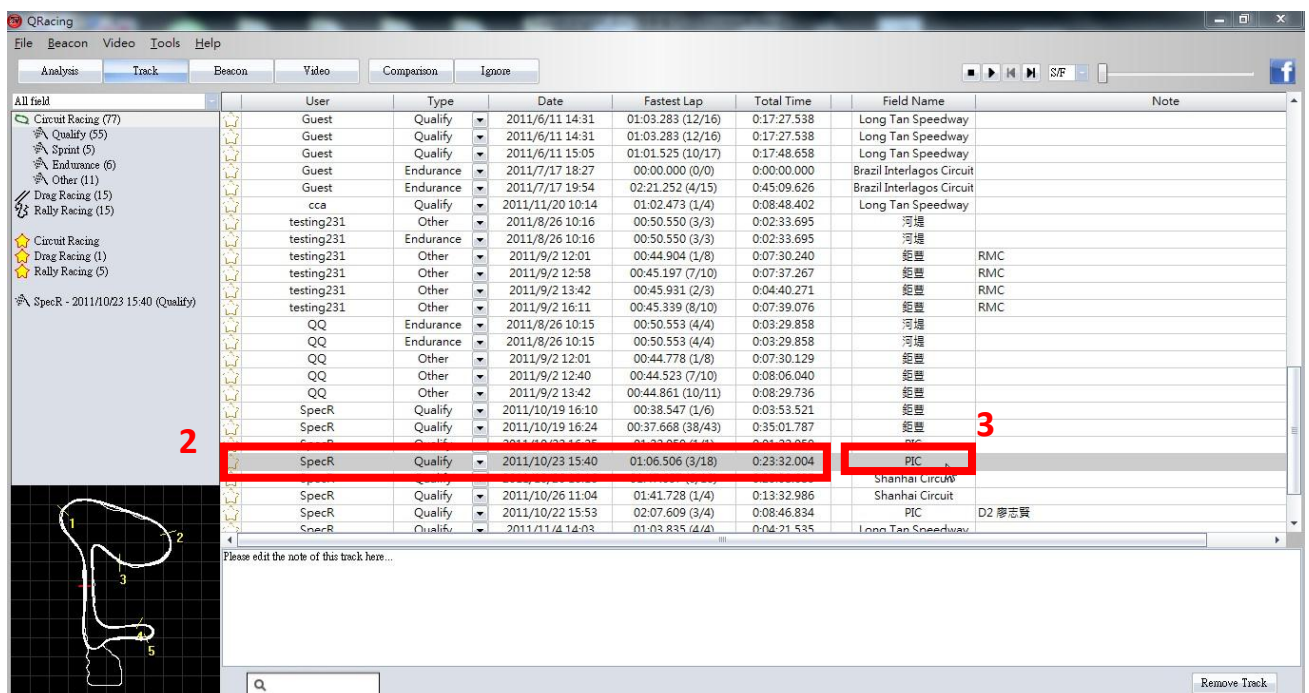 QRacing
File Beacon Video Tools Help
Analysis Track Beacon Video Comparison Ignore S/F
All field
Circuit Racing (77)
Qualify (55)
Sprint (5)
Endurance (6)
Other (11)
Drag Racing (15)
Rally Racing (15)
Circuit Racing
Drag Racing (1)
Rally Racing (5)
SpecR - 2011/10/23 15:40 (Qualify)
User Type Date Fastest Lap Total Time Field Name Note
Guest Qualify 2011/6/11 14:31 01:03.283 (12/16) 0:17:27.538 Long Tan Speedway
Guest Qualify 2011/6/11 14:31 01:03.283 (12/16) 0:17:27.538 Long Tan Speedway
Guest Qualify 2011/6/11 15:05 01:01.525 (10/17) 0:17:48.658 Long Tan Speedway
Guest Endurance 2011/7/17 18:27 00:00.000 (0/0) 0:00:00.000 Brazil Interlagos Circuit
Guest Endurance 2011/7/17 19:54 02:21.252 (4/15) 0:45:09.626 Brazil Interlagos Circuit
cca Qualify 2011/11/20 10:14 01:02.473 (1/4) 0:08:48.402 Long Tan Speedway
testing231 Other 2011/8/26 10:16 00:50.550 (3/3) 0:02:33.695 河堤
testing231 Endurance 2011/8/26 10:16 00:50.550 (3/3) 0:02:33.695 河堤
testing231 Other 2011/9/2 12:01 00:44.904 (1/8) 0:07:30.240 鉅豐 RMC
testing231 Other 2011/9/2 12:58 00:45.197 (7/10) 0:07:37.267 鉅豐 RMC
testing231 Other 2011/9/2 13:42 00:45.931 (2/3) 0:04:40.271 鉅豐 RMC
testing231 Other 2011/9/2 16:11 00:45.339 (8/10) 0:07:39.076 鉅豐 RMC
QQ Endurance 2011/8/26 10:15 00:50.553 (4/4) 0:03:29.858 河堤
QQ Endurance 2011/8/26 10:15 00:50.553 (4/4) 0:03:29.858 河堤
QQ Other 2011/9/2 12:01 00:44.778 (1/8) 0:07:30.129 鉅豐
QQ Other 2011/9/2 12:40 00:44.523 (7/10) 0:08:06.040 鉅豐
QQ Other 2011/9/2 13:42 00:44.861 (10/11) 0:08:29.736 鉅豐
SpecR Qualify 2011/10/19 16:10 00:38.547 (1/6) 0:03:53.521 鉅豐
SpecR Qualify 2011/10/19 16:24 00:37.668 (38/43) 0:35:01.787 鉅豐
2 3
SpecR Qualify 2011/10/23 15:40 01:06.506 (3/18) 0:23:32.004 PIC
Shanhai Circuit
SpecR Qualify 2011/10/26 11:04 01:41.728 (1/4) 0:13:32.986 Shanhai Circuit
SpecR Qualify 2011/10/22 15:53 02:07.609 (3/4) 0:08:46.834 PIC D2 廖志賢
SpecR Qualify 2011/11/4 14:03 01:03.835 (4/4) 0:04:21.535 Long Tan Speedway
Please edit the note of this track here...
1
2
3
4
5
Remove Track